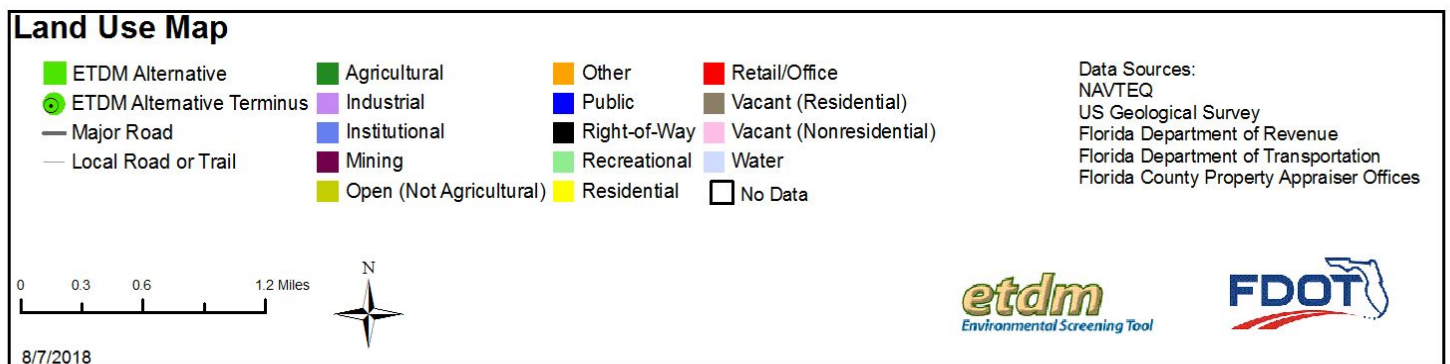 Land Use Map
ETDM Alternative
ETDM Alternative Terminus
Major Road
Local Road or Trail
Agricultural
Industrial
Institutional
Mining
Open (Not Agricultural)
Other
Public
Right-of-Way
Recreational
Residential
Retail/Office
Vacant (Residential)
Vacant (Nonresidential)
Water
No Data
Data Sources:
NAVTEQ
US Geological Survey
Florida Department of Revenue
Florida Department of Transportation
Florida County Property Appraiser Offices
0 0.3 0.6 1.2 Miles
N
etdm
Environmental Screening Tool
FDOT
8/7/2018